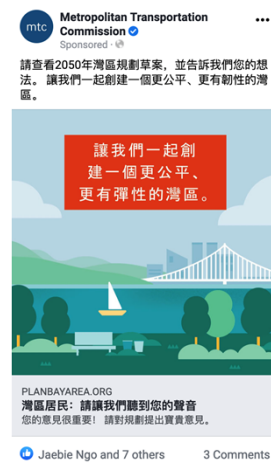 mtc
Metropolitan Transportation
Commission
Sponsored ·
請查看2050年灣區規劃草案，並告訴我們您的想
法。 讓我們一起創建一個更公平、更有韌性的灣
區。
讓我們一起創
建一個更公平、
更有彈性的灣區。
PLANBAYAREA.ORG
灣區居民：請讓我們聽到您的聲音
您的意見很重要！ 請對規劃提出寶貴意見。
Jaebie Ngo and 7 others 3 Comments